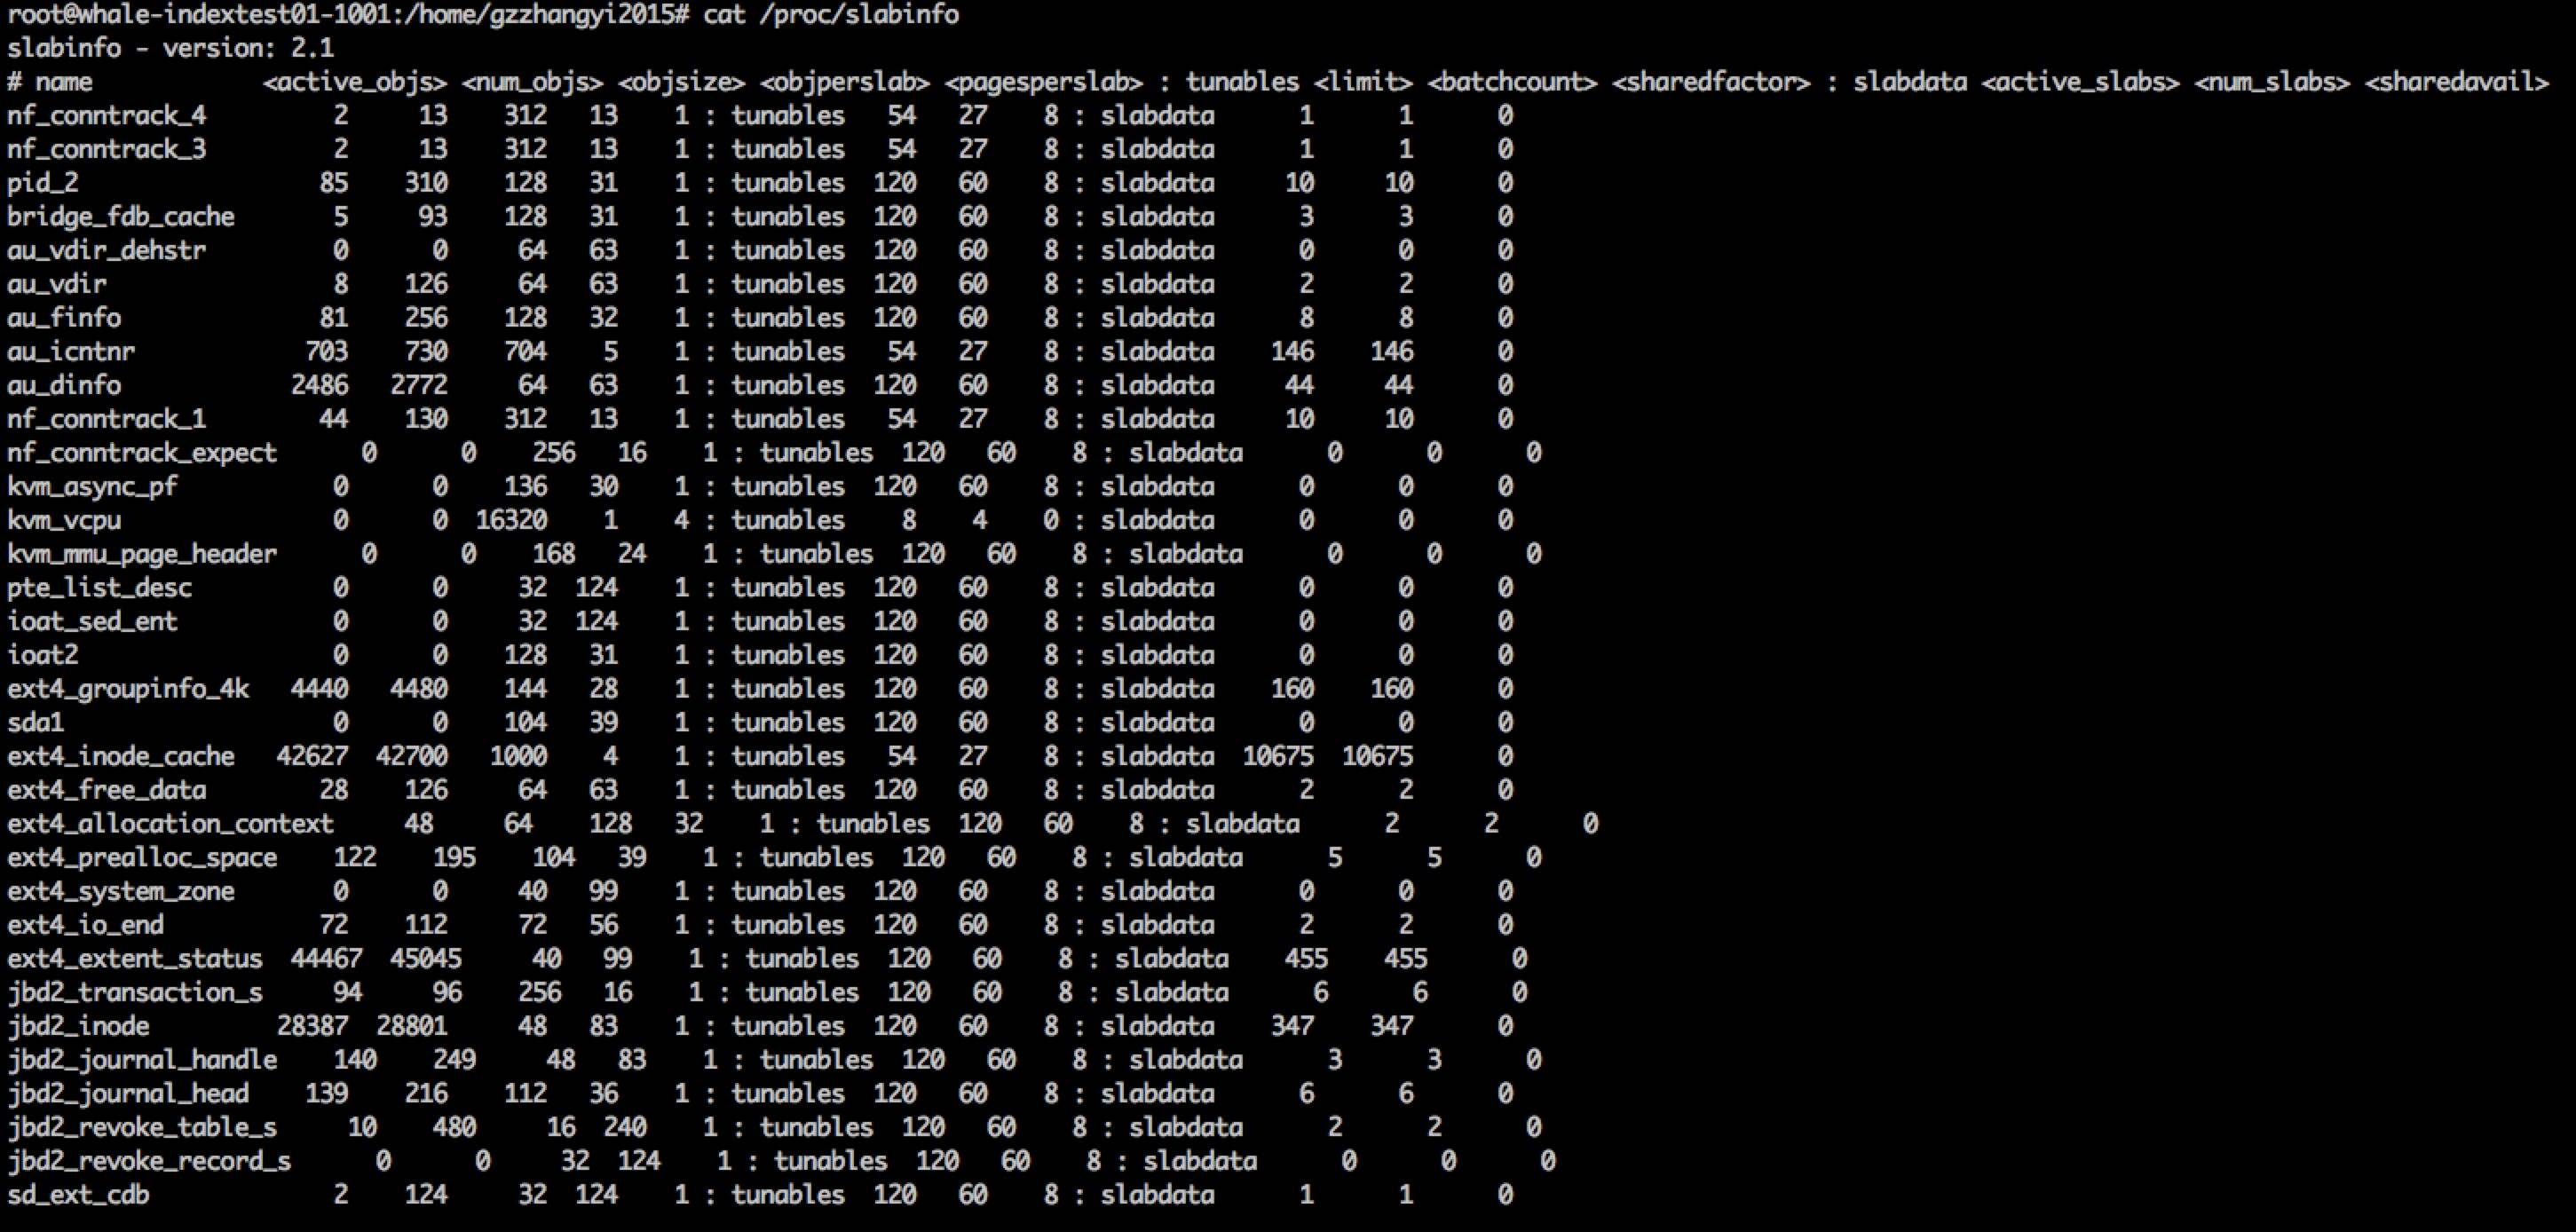 root@whale-indextest01-1001:/home/gzzhangyi2015# cat /proc/slabinfo
slabinfo - version: 2.1
# name            <active_objs> <num_objs> <objsize> <objperslab> <pagesperslab> : tunables <limit> <batchcount> <sharedfactor> : slabdata <active_slabs> <num_slabs> <sharedavail>
nf_conntrack_4         2     13    312   13    1 : tunables   54   27    8 : slabdata      1      1      0
nf_conntrack_3         2     13    312   13    1 : tunables   54   27    8 : slabdata      1      1      0
pid_2                 85    310    128   31    1 : tunables  120   60    8 : slabdata     10     10      0
bridge_fdb_cache       5     93    128   31    1 : tunables  120   60    8 : slabdata      3      3      0
au_vdir_dehstr         0      0     64   63    1 : tunables  120   60    8 : slabdata      0      0      0
au_vdir                8    126     64   63    1 : tunables  120   60    8 : slabdata      2      2      0
au_finfo              81    256    128   32    1 : tunables  120   60    8 : slabdata      8      8      0
au_icntnr            703    730    704    5    1 : tunables   54   27    8 : slabdata    146    146      0
au_dinfo            2486   2772     64   63    1 : tunables  120   60    8 : slabdata     44     44      0
nf_conntrack_1        44    130    312   13    1 : tunables   54   27    8 : slabdata     10     10      0
nf_conntrack_expect      0      0    256   16    1 : tunables  120   60    8 : slabdata      0      0      0
kvm_async_pf           0      0    136   30    1 : tunables  120   60    8 : slabdata      0      0      0
kvm_vcpu               0      0  16320    1    4 : tunables    8    4    0 : slabdata      0      0      0
kvm_mmu_page_header      0      0    168   24    1 : tunables  120   60    8 : slabdata      0      0      0
pte_list_desc          0      0     32  124    1 : tunables  120   60    8 : slabdata      0      0      0
ioat_sed_ent           0      0     32  124    1 : tunables  120   60    8 : slabdata      0      0      0
ioat2                  0      0    128   31    1 : tunables  120   60    8 : slabdata      0      0      0
ext4_groupinfo_4k   4440   4480    144   28    1 : tunables  120   60    8 : slabdata    160    160      0
sda1                   0      0    104   39    1 : tunables  120   60    8 : slabdata      0      0      0
ext4_inode_cache   42627  42700   1000    4    1 : tunables   54   27    8 : slabdata  10675  10675      0
ext4_free_data        28    126     64   63    1 : tunables  120   60    8 : slabdata      2      2      0
ext4_allocation_context     48     64    128   32    1 : tunables  120   60    8 : slabdata      2      2      0
ext4_prealloc_space    122    195    104   39    1 : tunables  120   60    8 : slabdata      5      5      0
ext4_system_zone       0      0     40   99    1 : tunables  120   60    8 : slabdata      0      0      0
ext4_io_end           72    112     72   56    1 : tunables  120   60    8 : slabdata      2      2      0
ext4_extent_status  44467  45045     40   99    1 : tunables  120   60    8 : slabdata    455    455      0
jbd2_transaction_s     94     96    256   16    1 : tunables  120   60    8 : slabdata      6      6      0
jbd2_inode         28387  28801     48   83    1 : tunables  120   60    8 : slabdata    347    347      0
jbd2_journal_handle    140    249     48   83    1 : tunables  120   60    8 : slabdata      3      3      0
jbd2_journal_head    139    216    112   36    1 : tunables  120   60    8 : slabdata      6      6      0
jbd2_revoke_table_s     10    480     16  240    1 : tunables  120   60    8 : slabdata      2      2      0
jbd2_revoke_record_s      0      0     32  124    1 : tunables  120   60    8 : slabdata      0      0      0
sd_ext_cdb             2    124     32  124    1 : tunables  120   60    8 : slabdata      1      1      0